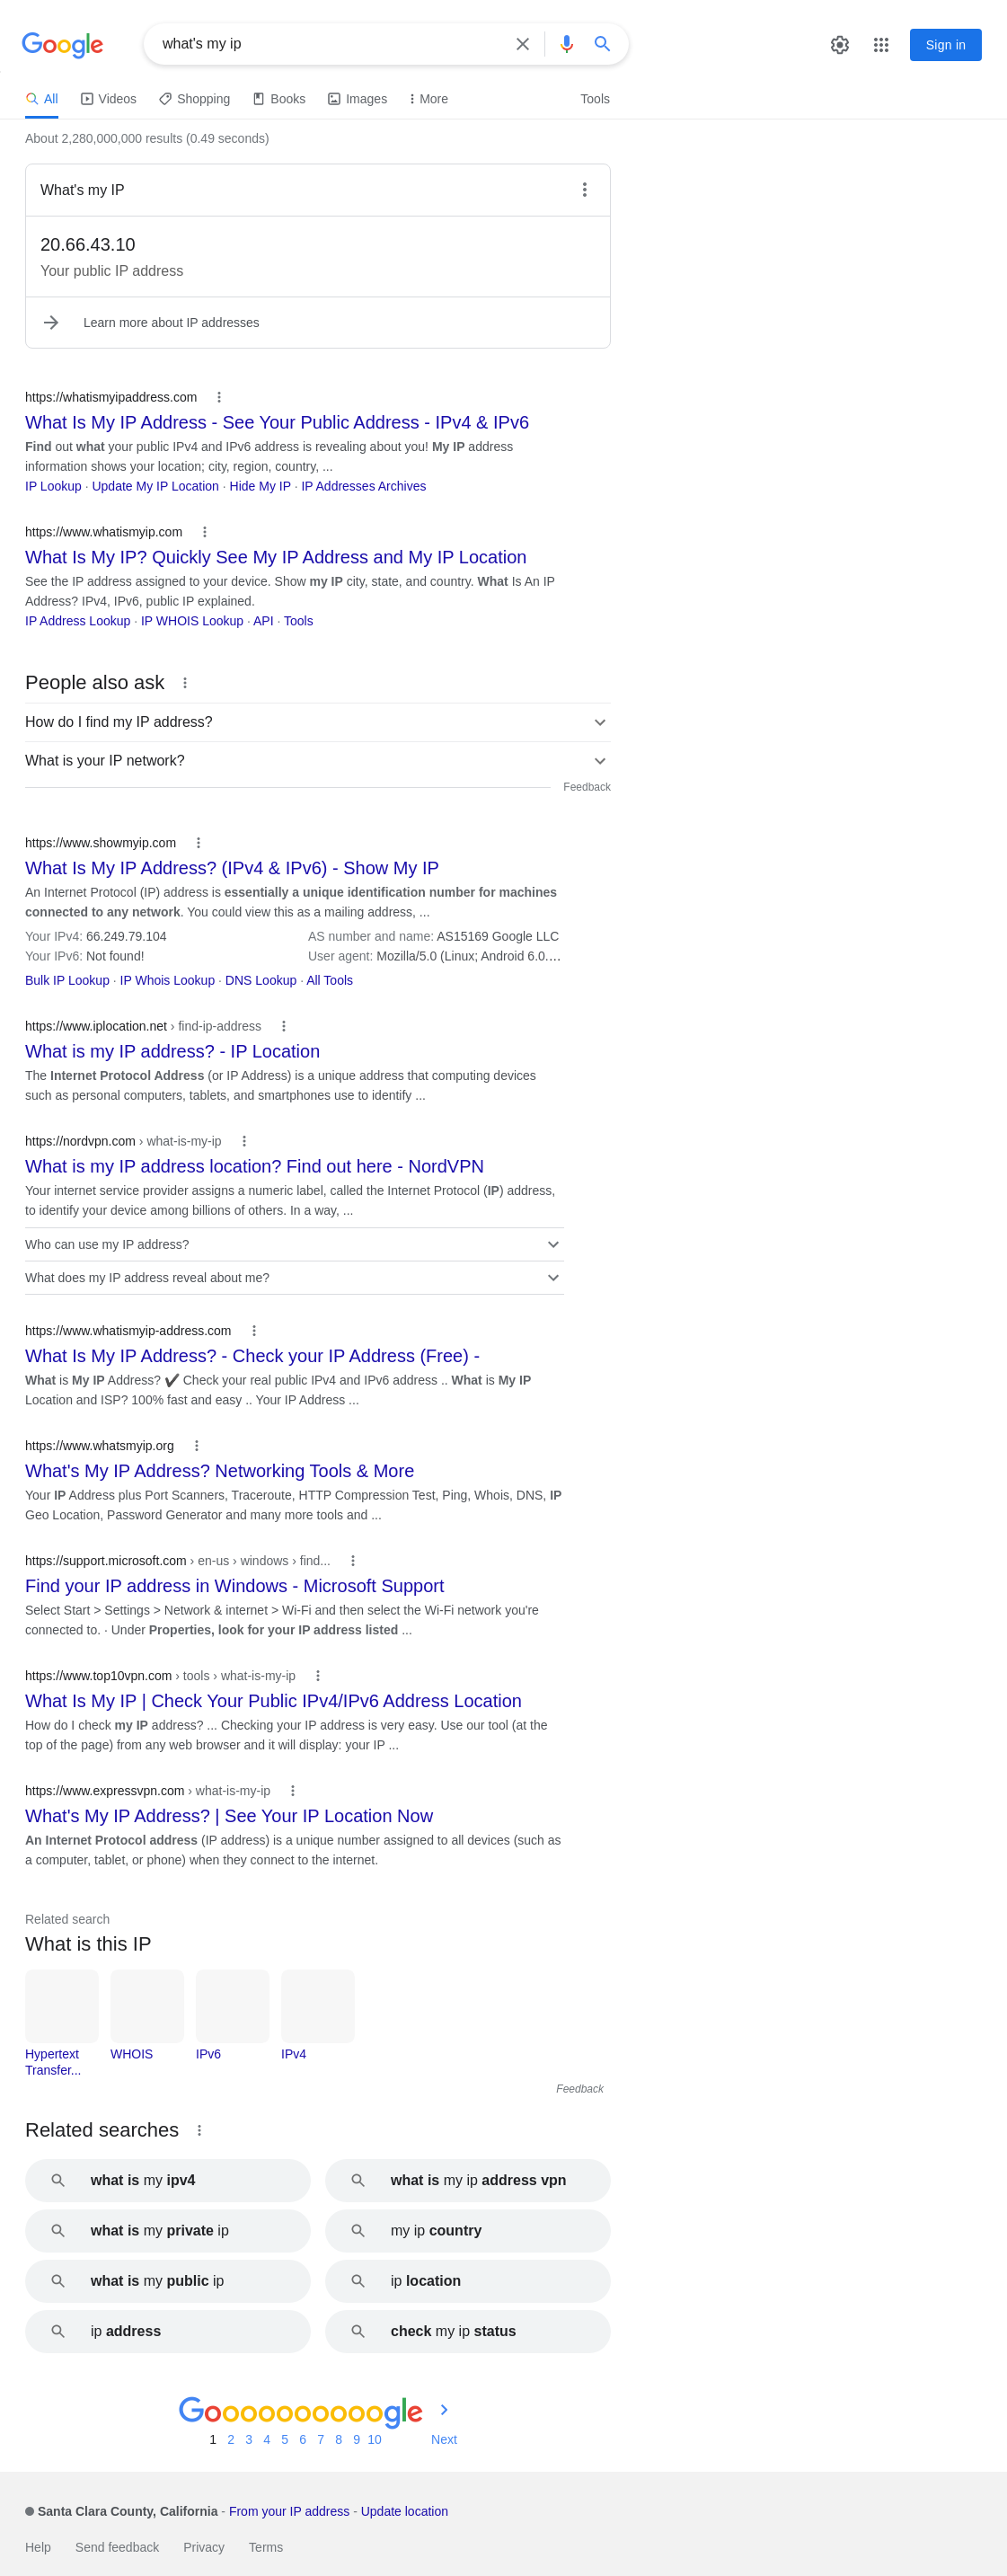 Google
what's my ip
Sign in
All Videos Shopping Books Images More Tools
About 2,280,000,000 results (0.49 seconds)
What's my IP
20.66.43.10
Your public IP address
Learn more about IP addresses
https://whatismyipaddress.com
What Is My IP Address - See Your Public Address - IPv4 & IPv6
Find out what your public IPv4 and IPv6 address is revealing about you! My IP address
information shows your location; city, region, country, ...
IP Lookup · Update My IP Location · Hide My IP · IP Addresses Archives
https://www.whatismyip.com
What Is My IP? Quickly See My IP Address and My IP Location
See the IP address assigned to your device. Show my IP city, state, and country. What Is An IP
Address? IPv4, IPv6, public IP explained.
IP Address Lookup · IP WHOIS Lookup · API · Tools
People also ask
How do I find my IP address?
What is your IP network?
Feedback
https://www.showmyip.com
What Is My IP Address? (IPv4 & IPv6) - Show My IP
An Internet Protocol (IP) address is essentially a unique identification number for machines
connected to any network. You could view this as a mailing address, ...
Your IPv4: 66.249.79.104 AS number and name: AS15169 Google LLC
Your IPv6: Not found! User agent: Mozilla/5.0 (Linux; Android 6.0....
Bulk IP Lookup · IP Whois Lookup · DNS Lookup · All Tools
https://www.iplocation.net › find-ip-address
What is my IP address? - IP Location
The Internet Protocol Address (or IP Address) is a unique address that computing devices
such as personal computers, tablets, and smartphones use to identify ...
https://nordvpn.com › what-is-my-ip
What is my IP address location? Find out here - NordVPN
Your internet service provider assigns a numeric label, called the Internet Protocol (IP) address,
to identify your device among billions of others. In a way, ...
Who can use my IP address?
What does my IP address reveal about me?
https://www.whatismyip-address.com
What Is My IP Address? - Check your IP Address (Free) -
What is My IP Address? ✔ Check your real public IPv4 and IPv6 address .. What is My IP
Location and ISP? 100% fast and easy .. Your IP Address ...
https://www.whatsmyip.org
What's My IP Address? Networking Tools & More
Your IP Address plus Port Scanners, Traceroute, HTTP Compression Test, Ping, Whois, DNS, IP
Geo Location, Password Generator and many more tools and ...
https://support.microsoft.com › en-us › windows › find...
Find your IP address in Windows - Microsoft Support
Select Start > Settings > Network & internet > Wi-Fi and then select the Wi-Fi network you're
connected to. · Under Properties, look for your IP address listed ...
https://www.top10vpn.com › tools › what-is-my-ip
What Is My IP | Check Your Public IPv4/IPv6 Address Location
How do I check my IP address? ... Checking your IP address is very easy. Use our tool (at the
top of the page) from any web browser and it will display: your IP ...
https://www.expressvpn.com › what-is-my-ip
What's My IP Address? | See Your IP Location Now
An Internet Protocol address (IP address) is a unique number assigned to all devices (such as
a computer, tablet, or phone) when they connect to the internet.
Related search
What is this IP
Hypertext WHOIS IPv6 IPv4
Transfer...
Feedback
Related searches
what is my ipv4 what is my ip address vpn
what is my private ip my ip country
what is my public ip ip location
ip address check my ip status
Goooooooooogle
1 2 3 4 5 6 7 8 9 10 Next
Santa Clara County, California - From your IP address - Update location
Help Send feedback Privacy Terms